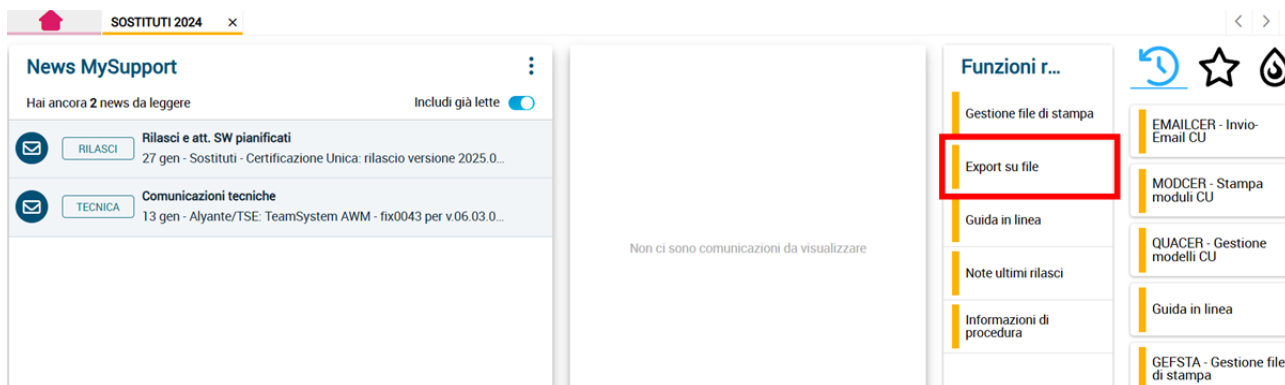 SOSTITUTI 2024 ×
News MySupport
Hai ancora 2 news da leggere
Includi già lette
RILASCI
Rilasci e att. SW pianificati
27 gen - Sostituti - Certificazione Unica: rilascio versione 2025.0...
TECNICA
Comunicazioni tecniche
13 gen - Alyante/TSE: TeamSystem AWM - fix0043 per v.06.03.0...
Non ci sono comunicazioni da visualizzare
Funzioni r...
Gestione file di stampa
Export su file
Guida in linea
Note ultimi rilasci
Informazioni di
procedura
EMAILCER - Invio-
Email CU
MODCER - Stampa
moduli CU
QUACER - Gestione
modelli CU
Guida in linea
GEFSTA - Gestione file
di stampa